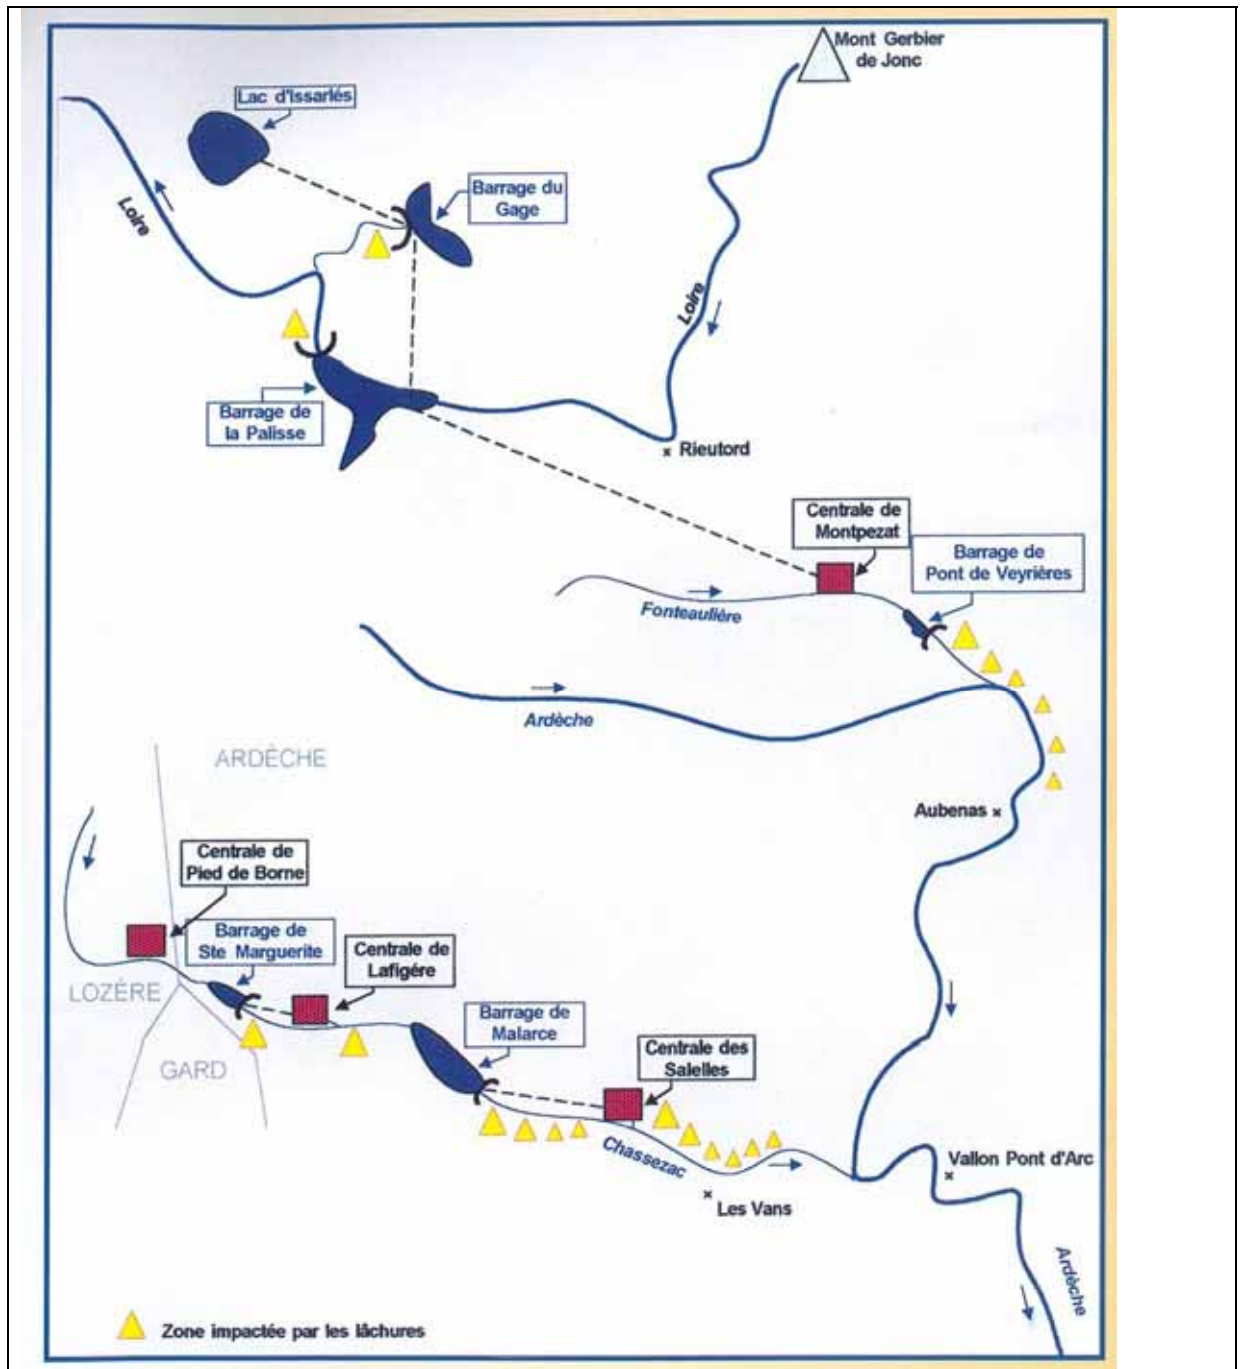 Mont Gerbier
de Jonc
Lac d'Issarlés
Barrage du
Gage
Loire
Loire
Barrage de
la Palisse
Rieutord
Centrale de
Montpezat
Barrage de
Pont de Veyrières
Fonteaulière
Ardèche
ARDÈCHE
Aubenas
Centrale de
Pied de Borne
Barrage de
Ste Marguerite
Centrale de
Lafigére
LOZÈRE
Barrage de
Malarce
Centrale des
Salelles
GARD
Chassezac
Vallon Pont d'Arc
Les Vans
Ardèche
Zone impactée par les lâchures